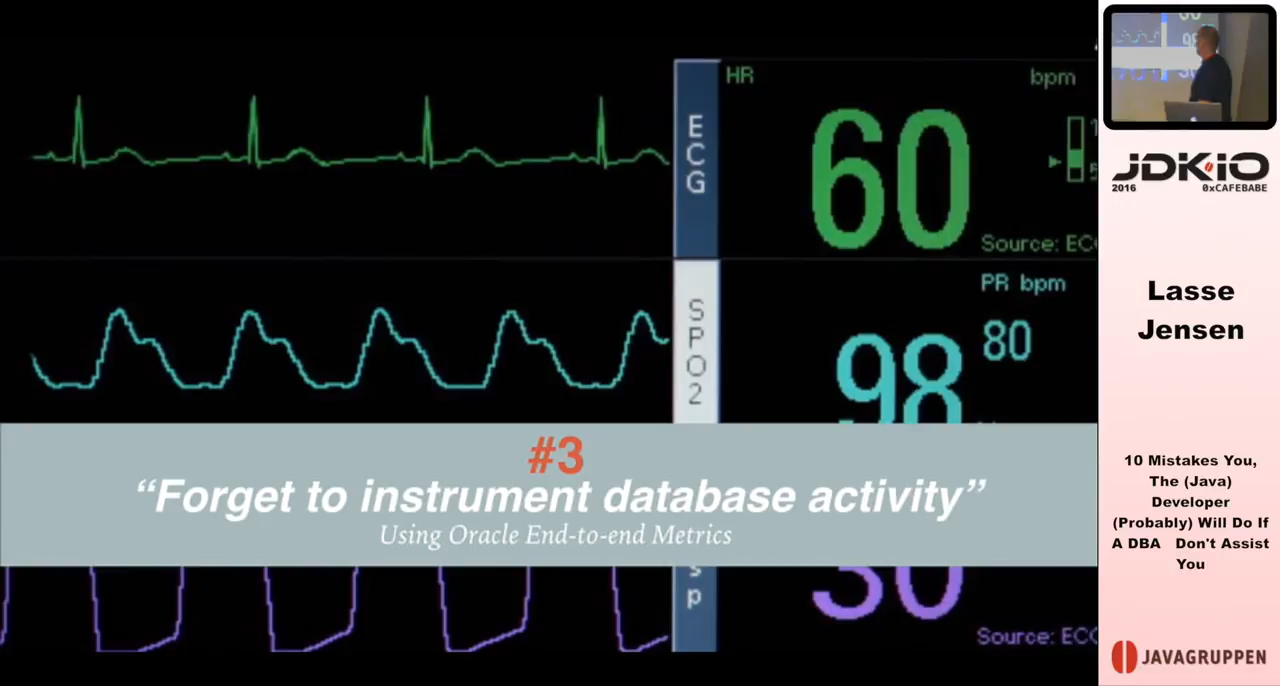 HR
bpm
60
ECG
Source: EC
PR bpm
80
98
SPO2
#3
“Forget to instrument database activity”
Using Oracle End-to-end Metrics
sp
30
Source: EC
JDK.iO
2016
0xCAFEBABE
Lasse
Jensen
10 Mistakes You,
The (Java)
Developer
(Probably) Will Do If
A DBA Don't Assist
You
JAVAGRUPPEN